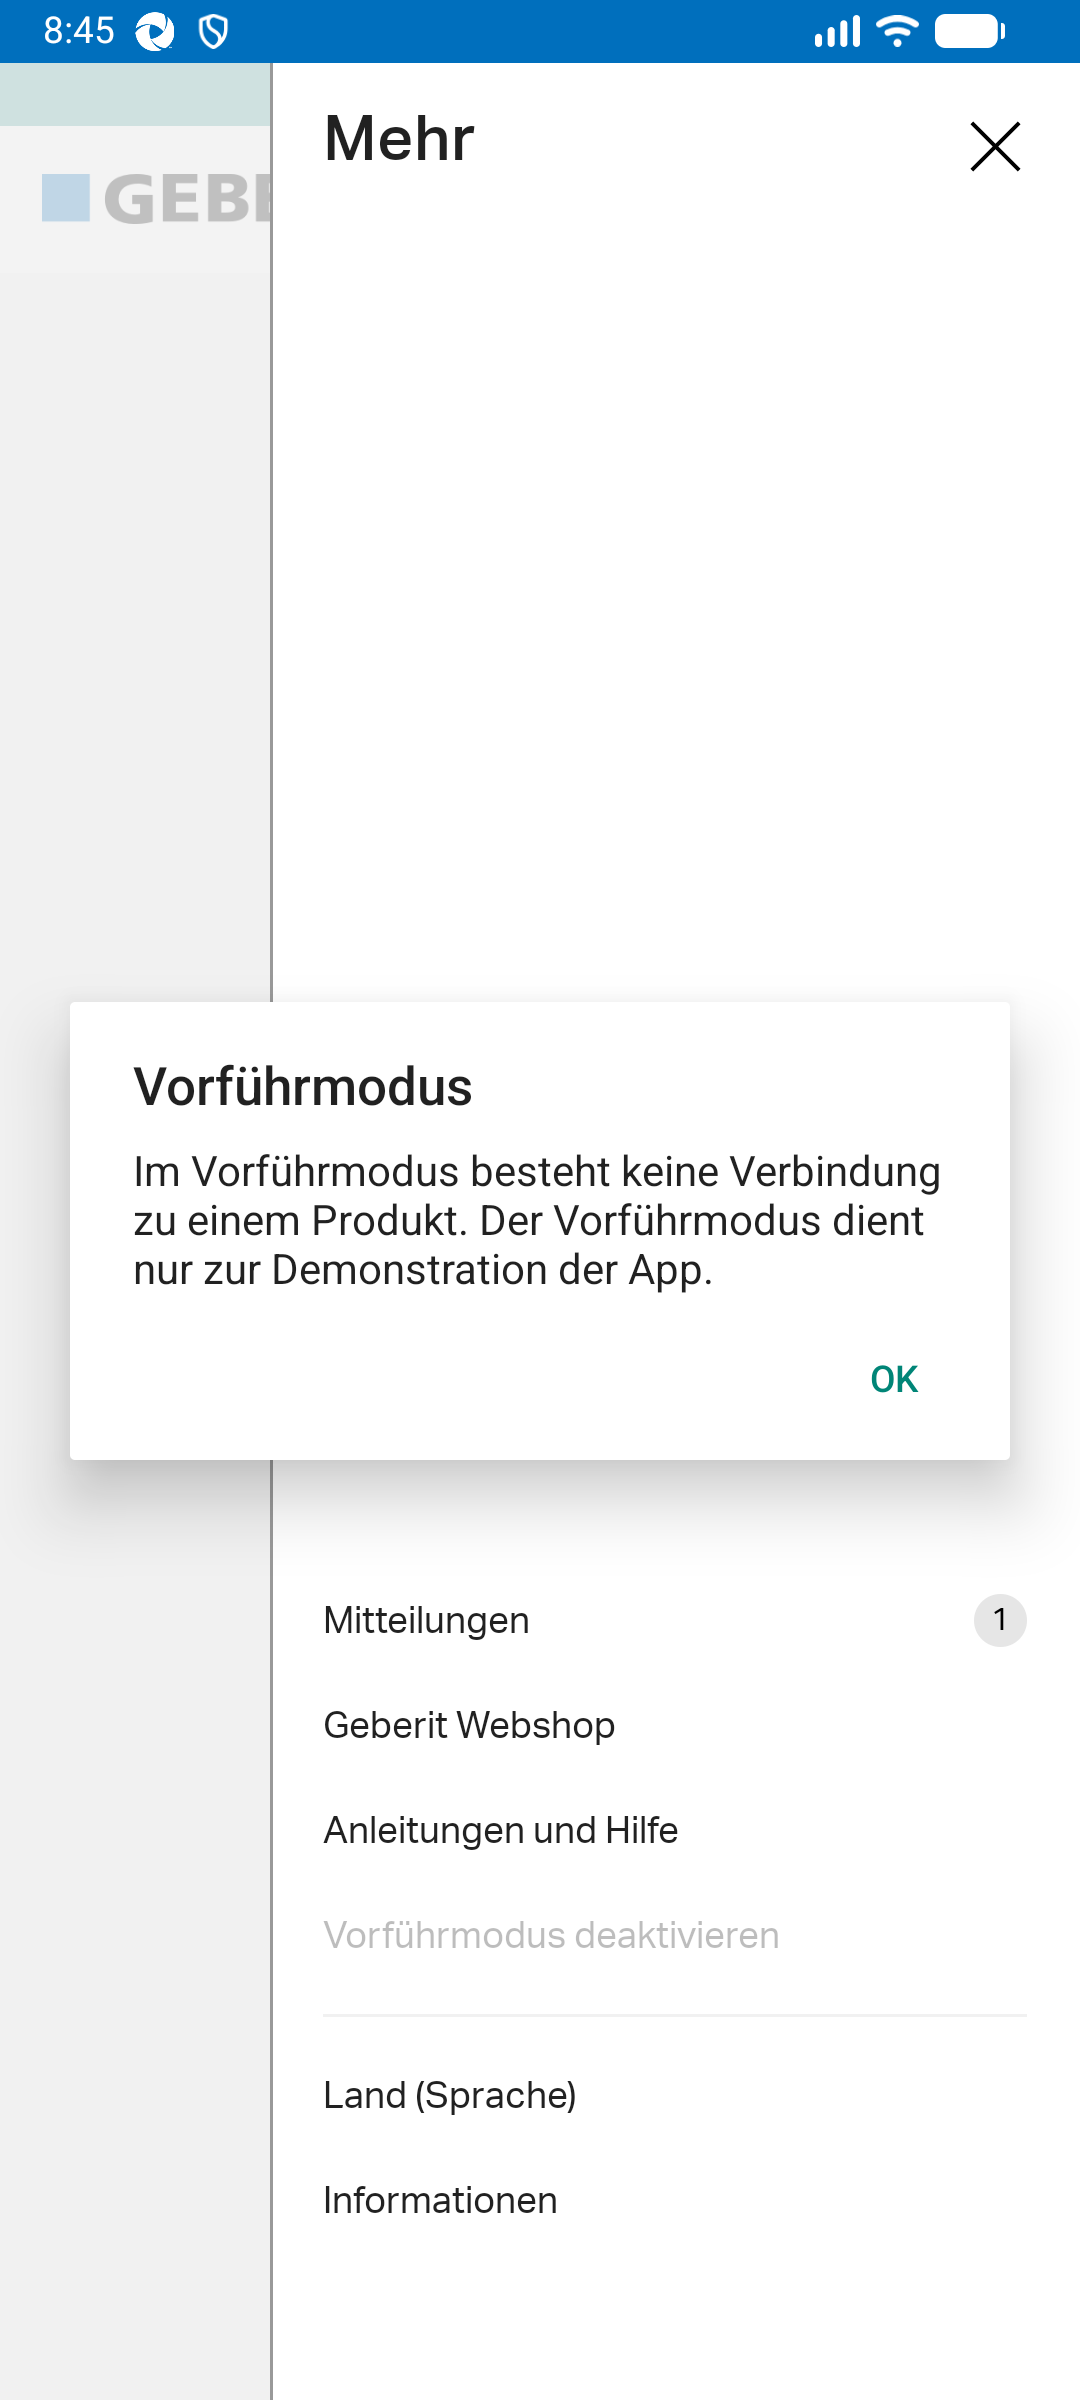 8:45
Mehr
GEBE
Vorführmodus
Im Vorführmodus besteht keine Verbindung
zu einem Produkt. Der Vorführmodus dient
nur zur Demonstration der App.
OK
Mitteilungen 1
Geberit Webshop
Anleitungen und Hilfe
Vorführmodus deaktivieren
Land (Sprache)
Informationen